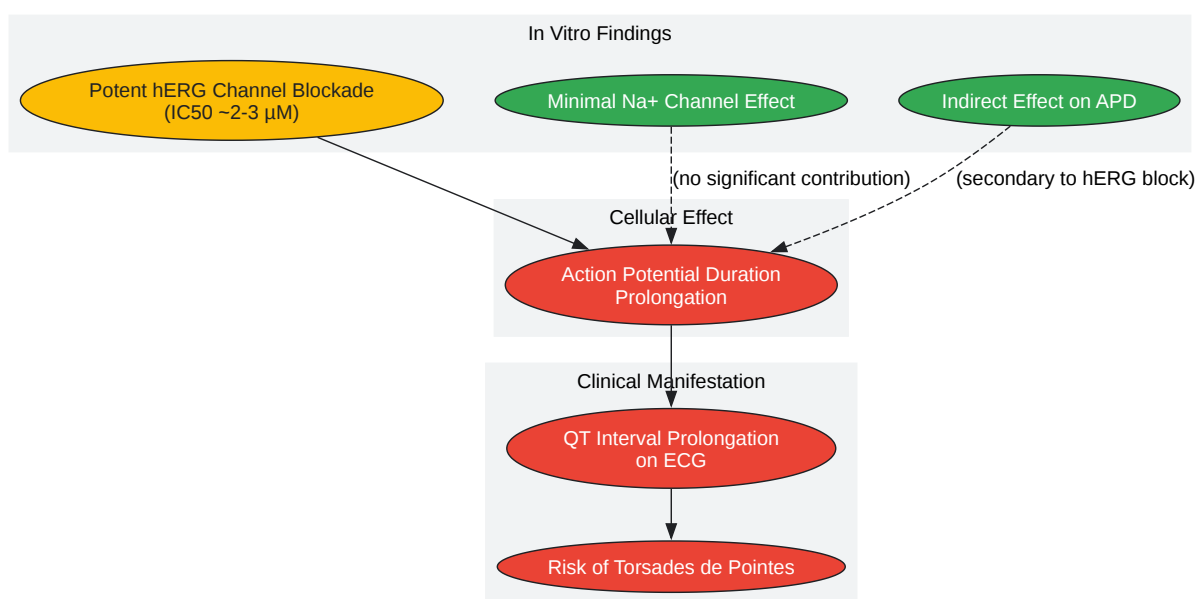 In Vitro Findings
Potent hERG Channel Blockade
(IC50 ~2-3 µM)
Minimal Na+ Channel Effect
Indirect Effect on APD
(no significant contribution)
(secondary to hERG block)
Cellular Effect
Action Potential Duration
Prolongation
Clinical Manifestation
QT Interval Prolongation
on ECG
Risk of Torsades de Pointes